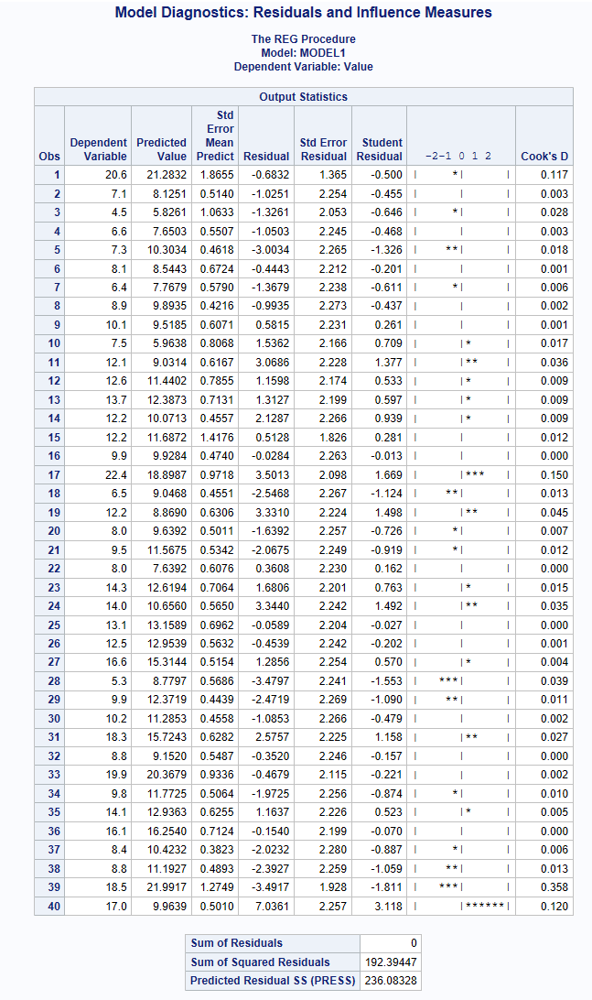 Model Diagnostics: Residuals and Influence Measures
The REG Procedure
Model: MODEL1
Dependent Variable: Value
Output Statistics
Obs Dependent Variable Predicted Value Std Error Mean Predict Residual Std Error Residual Student Residual -2-1 0 1 2 Cook's D
1 20.6 21.2832 1.8655 -0.6832 1.365 -0.500 | *| | 0.117
2 7.1 8.1251 0.5140 -1.0251 2.254 -0.455 | | | 0.003
3 4.5 5.8261 1.0633 -1.3261 2.053 -0.646 | *| | 0.028
4 6.6 7.6503 0.5507 -1.0503 2.245 -0.468 | | | 0.003
5 7.3 10.3034 0.4618 -3.0034 2.265 -1.326 | **| | 0.018
6 8.1 8.5443 0.6724 -0.4443 2.212 -0.201 | | | 0.001
7 6.4 7.7679 0.5790 -1.3679 2.238 -0.611 | *| | 0.006
8 8.9 9.8935 0.4216 -0.9935 2.273 -0.437 | | | 0.002
9 10.1 9.5185 0.6071 0.5815 2.231 0.261 | | | 0.001
10 7.5 5.9638 0.8068 1.5362 2.166 0.709 | |* | 0.017
11 12.1 9.0314 0.6167 3.0686 2.228 1.377 | |** | 0.036
12 12.6 11.4402 0.7855 1.1598 2.174 0.533 | |* | 0.009
13 13.7 12.3873 0.7131 1.3127 2.199 0.597 | |* | 0.009
14 12.2 10.0713 0.4557 2.1287 2.266 0.939 | |* | 0.009
15 12.2 11.6872 1.4176 0.5128 1.826 0.281 | | | 0.012
16 9.9 9.9284 0.4740 -0.0284 2.263 -0.013 | | | 0.000
17 22.4 18.8987 0.9718 3.5013 2.098 1.669 | |*** | 0.150
18 6.5 9.0468 0.4551 -2.5468 2.267 -1.124 | **| | 0.013
19 12.2 8.8690 0.6306 3.3310 2.224 1.498 | |** | 0.045
20 8.0 9.6392 0.5011 -1.6392 2.257 -0.726 | *| | 0.007
21 9.5 11.5675 0.5342 -2.0675 2.249 -0.919 | *| | 0.012
22 8.0 7.6392 0.6076 0.3608 2.230 0.162 | | | 0.000
23 14.3 12.6194 0.7064 1.6806 2.201 0.763 | |* | 0.015
24 14.0 10.6560 0.5650 3.3440 2.242 1.492 | |** | 0.035
25 13.1 13.1589 0.6962 -0.0589 2.204 -0.027 | | | 0.000
26 12.5 12.9539 0.5632 -0.4539 2.242 -0.202 | | | 0.001
27 16.6 15.3144 0.5154 1.2856 2.254 0.570 | |* | 0.004
28 5.3 8.7797 0.5686 -3.4797 2.241 -1.553 | ***| | 0.039
29 9.9 12.3719 0.4439 -2.4719 2.269 -1.090 | **| | 0.011
30 10.2 11.2853 0.4558 -1.0853 2.266 -0.479 | | | 0.002
31 18.3 15.7243 0.6282 2.5757 2.225 1.158 | |** | 0.027
32 8.8 9.1520 0.5487 -0.3520 2.246 -0.157 | | | 0.000
33 19.9 20.3679 0.9336 -0.4679 2.115 -0.221 | | | 0.002
34 9.8 11.7725 0.5064 -1.9725 2.256 -0.874 | *| | 0.010
35 14.1 12.9363 0.6255 1.1637 2.226 0.523 | |* | 0.005
36 16.1 16.2540 0.7124 -0.1540 2.199 -0.070 | | | 0.000
37 8.4 10.4232 0.3823 -2.0232 2.280 -0.887 | *| | 0.006
38 8.8 11.1927 0.4893 -2.3927 2.259 -1.059 | **| | 0.013
39 18.5 21.9917 1.2749 -3.4917 1.928 -1.811 | ***| | 0.358
40 17.0 9.9639 0.5010 7.0361 2.257 3.118 | |******| 0.120
Sum of Residuals 0
Sum of Squared Residuals 192.39447
Predicted Residual SS (PRESS) 236.08328